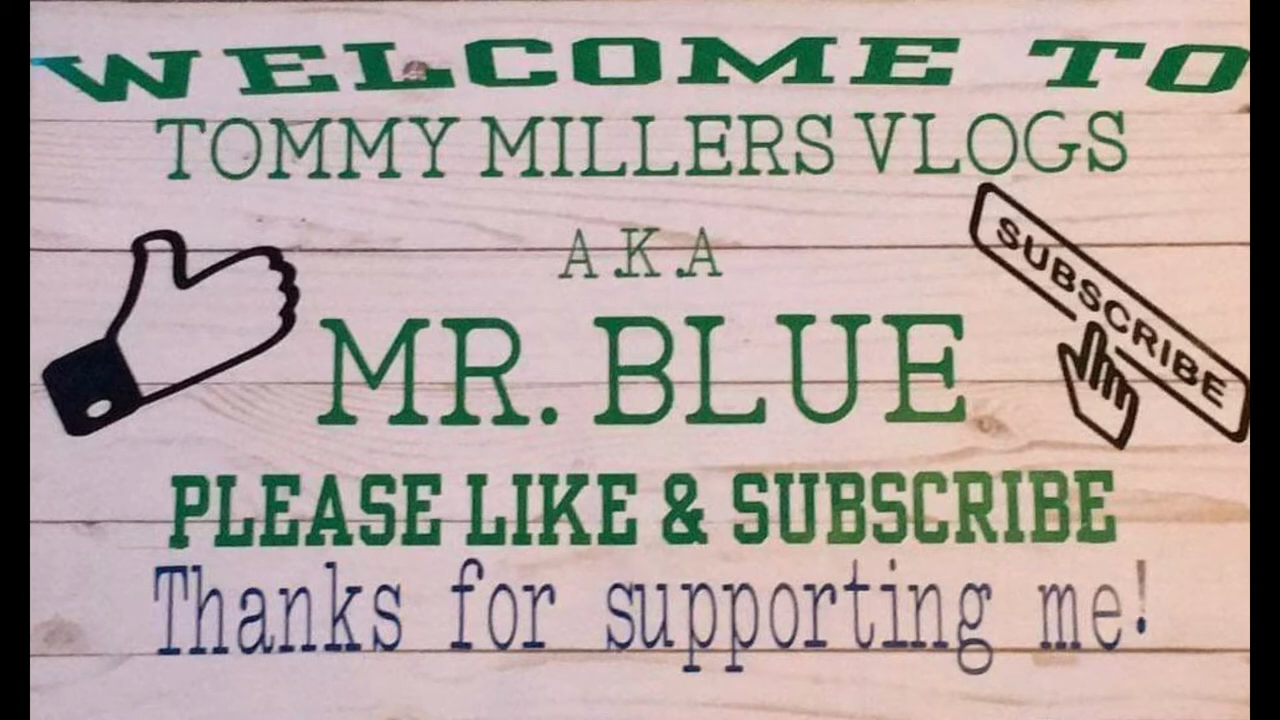 WELCOME TO
TOMMY MILLERS VLOGS
A.K.A
MR. BLUE
SUBSCRIBE
PLEASE LIKE & SUBSCRIBE
Thanks for supporting me!